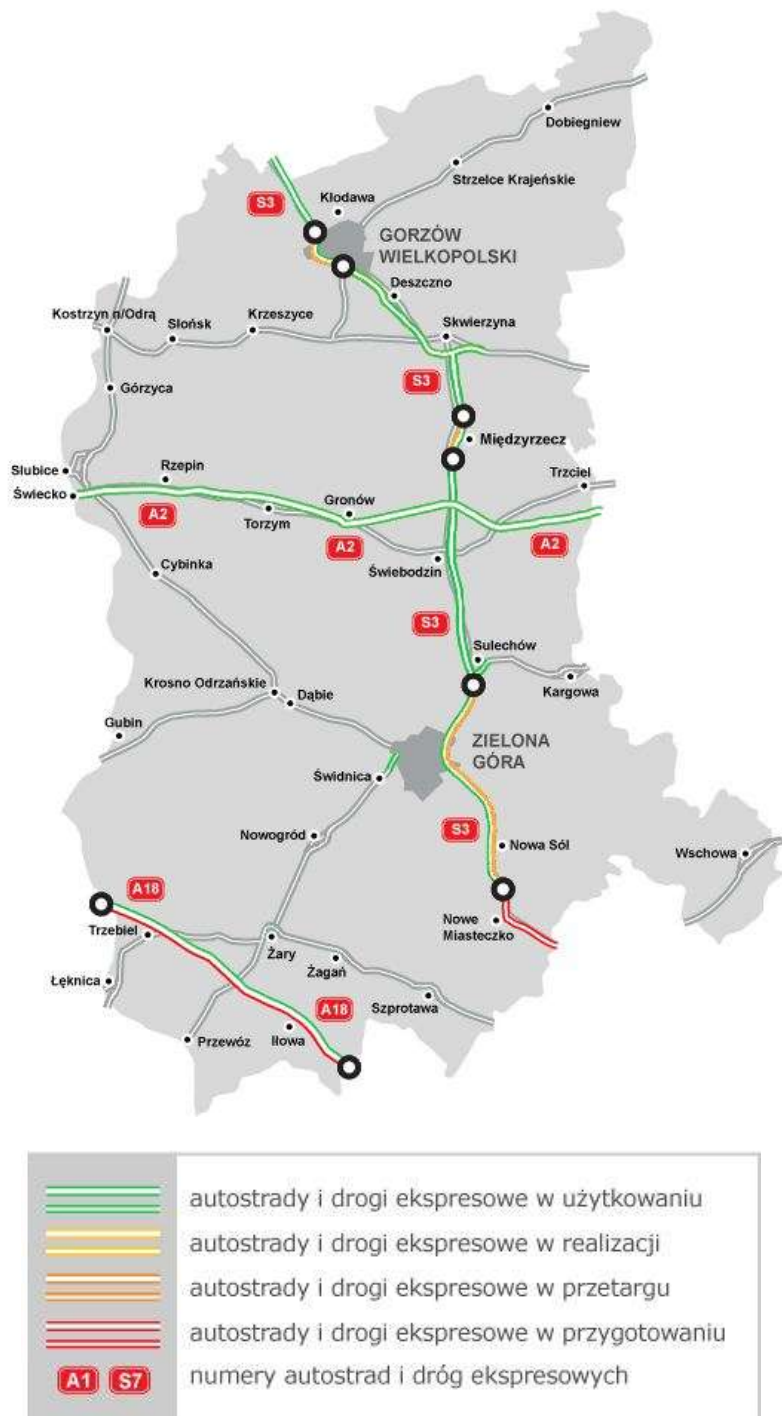 Dobiegniew
Strzelce Krajeńskie
Kłodawa
S3
GORZÓW
WIELKOPOLSKI
Deszczno
Kostrzyn n/Odrą
Słońsk
Krzeszyce
Skwierzyna
S3
Górzyca
Międzyrzecz
Słubice
Rzepin
Trzciel
Świecko
Gronów
A2
Torzym
A2
A2
Świebodzin
Cybinka
S3
Sulechów
Krosno Odrzańskie
Dąbie
Kargowa
Gubin
ZIELONA
GÓRA
Świdnica
Nowogród
S3
Nowa Sól
Wschowa
A18
Trzebiel
Nowe
Miasteczko
Żary
Żagań
Łęknica
Szprotawa
A18
Przewóz
Iłowa
autostrady i drogi ekspresowe w użytkowaniu
autostrady i drogi ekspresowe w realizacji
autostrady i drogi ekspresowe w przetargu
autostrady i drogi ekspresowe w przygotowaniu
A1 S7 numery autostrad i dróg ekspresowych